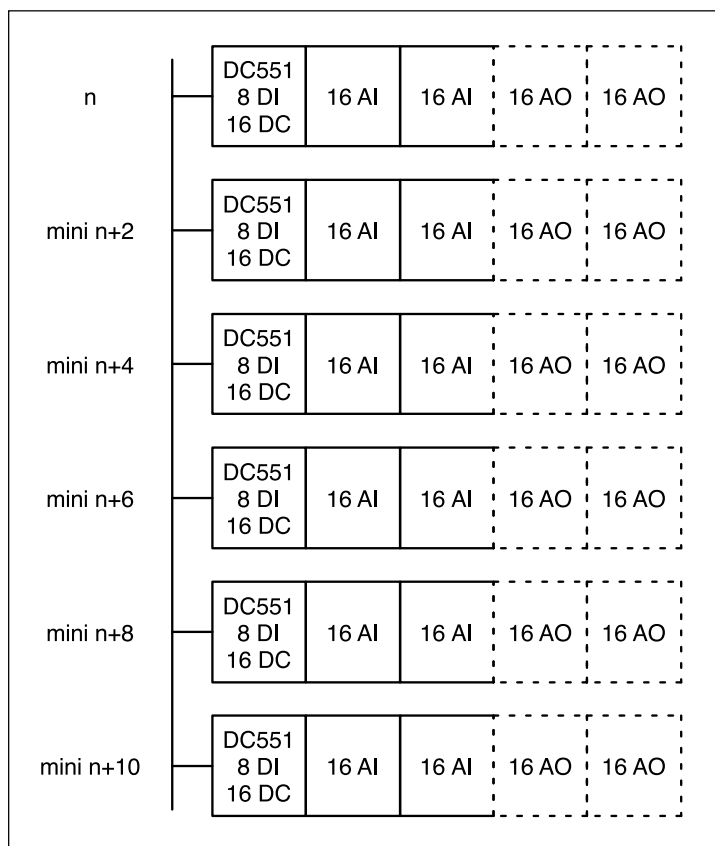 n
DC551
8 DI
16 DC
16 AI
16 AI
16 AO
16 AO
mini n+2
DC551
8 DI
16 DC
16 AI
16 AI
16 AO
16 AO
mini n+4
DC551
8 DI
16 DC
16 AI
16 AI
16 AO
16 AO
mini n+6
DC551
8 DI
16 DC
16 AI
16 AI
16 AO
16 AO
mini n+8
DC551
8 DI
16 DC
16 AI
16 AI
16 AO
16 AO
mini n+10
DC551
8 DI
16 DC
16 AI
16 AI
16 AO
16 AO